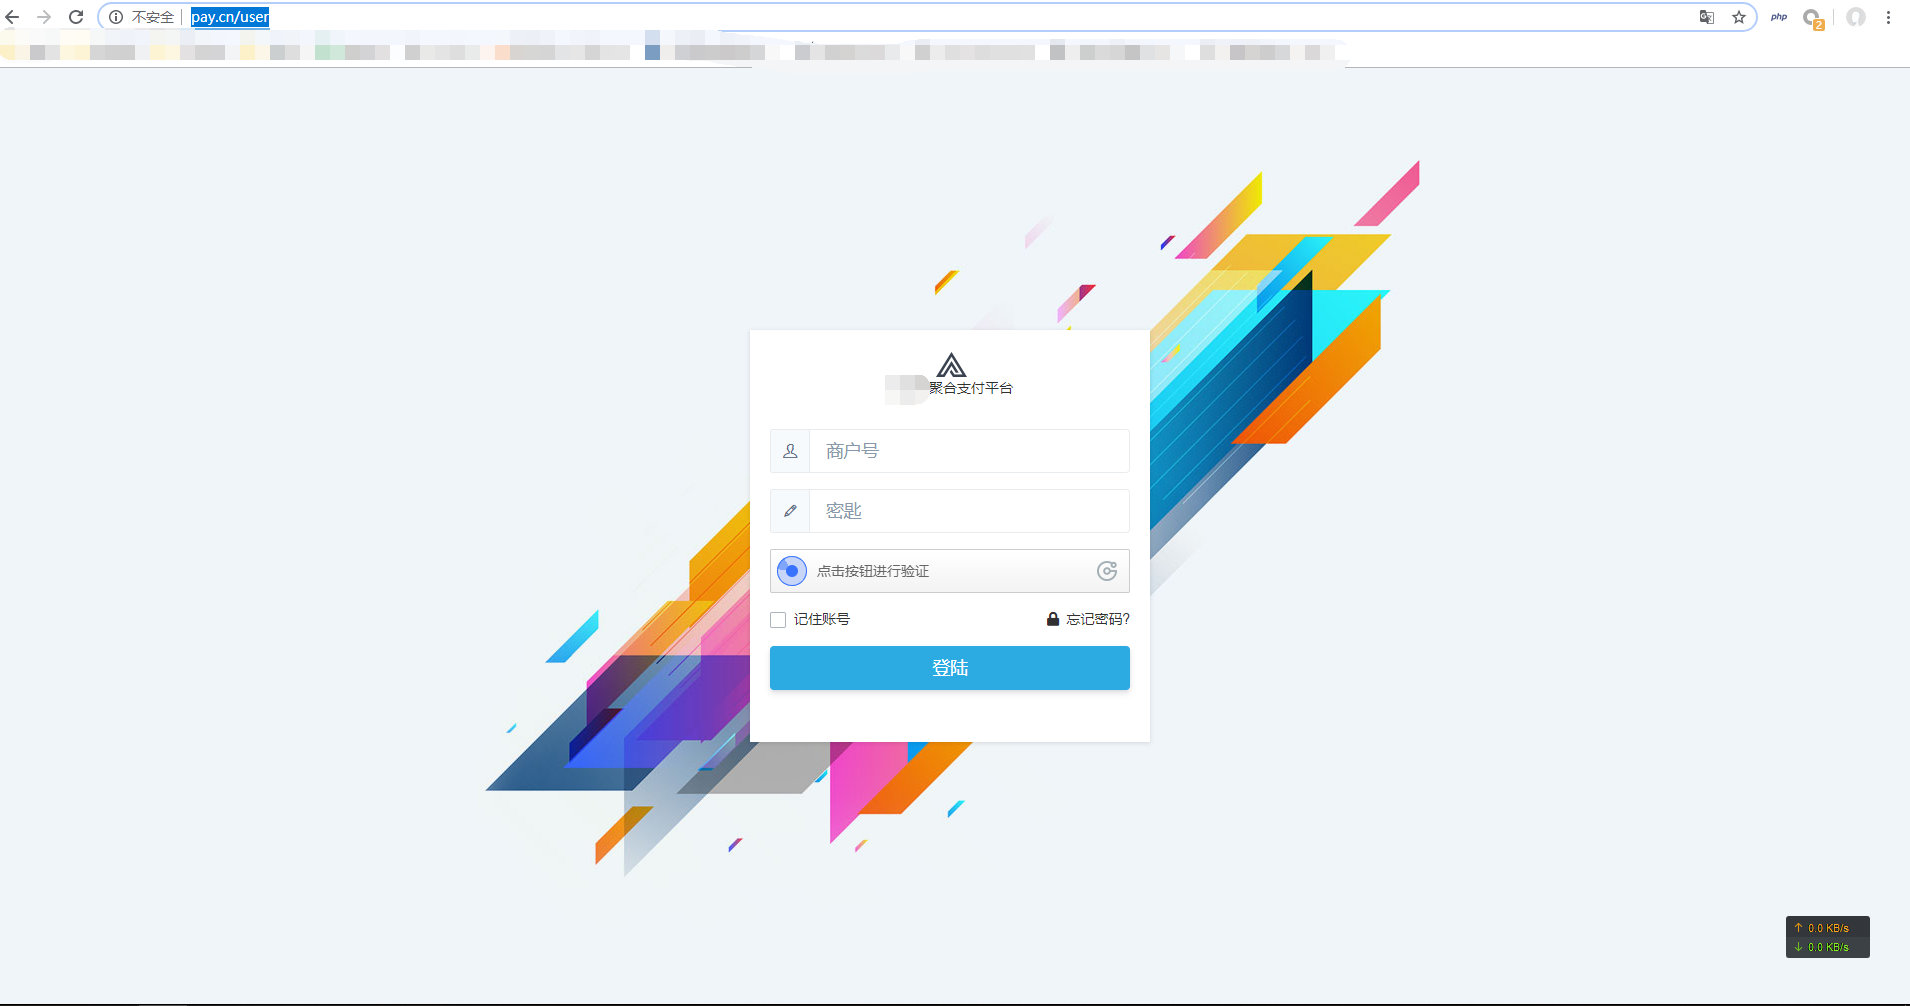 不安全 pay.cn/user
php
2
聚合支付平台
商户号
密匙
点击按钮进行验证
记住账号 忘记密码?
登陆
↑ 0.0 KB/s
↓ 0.0 KB/s